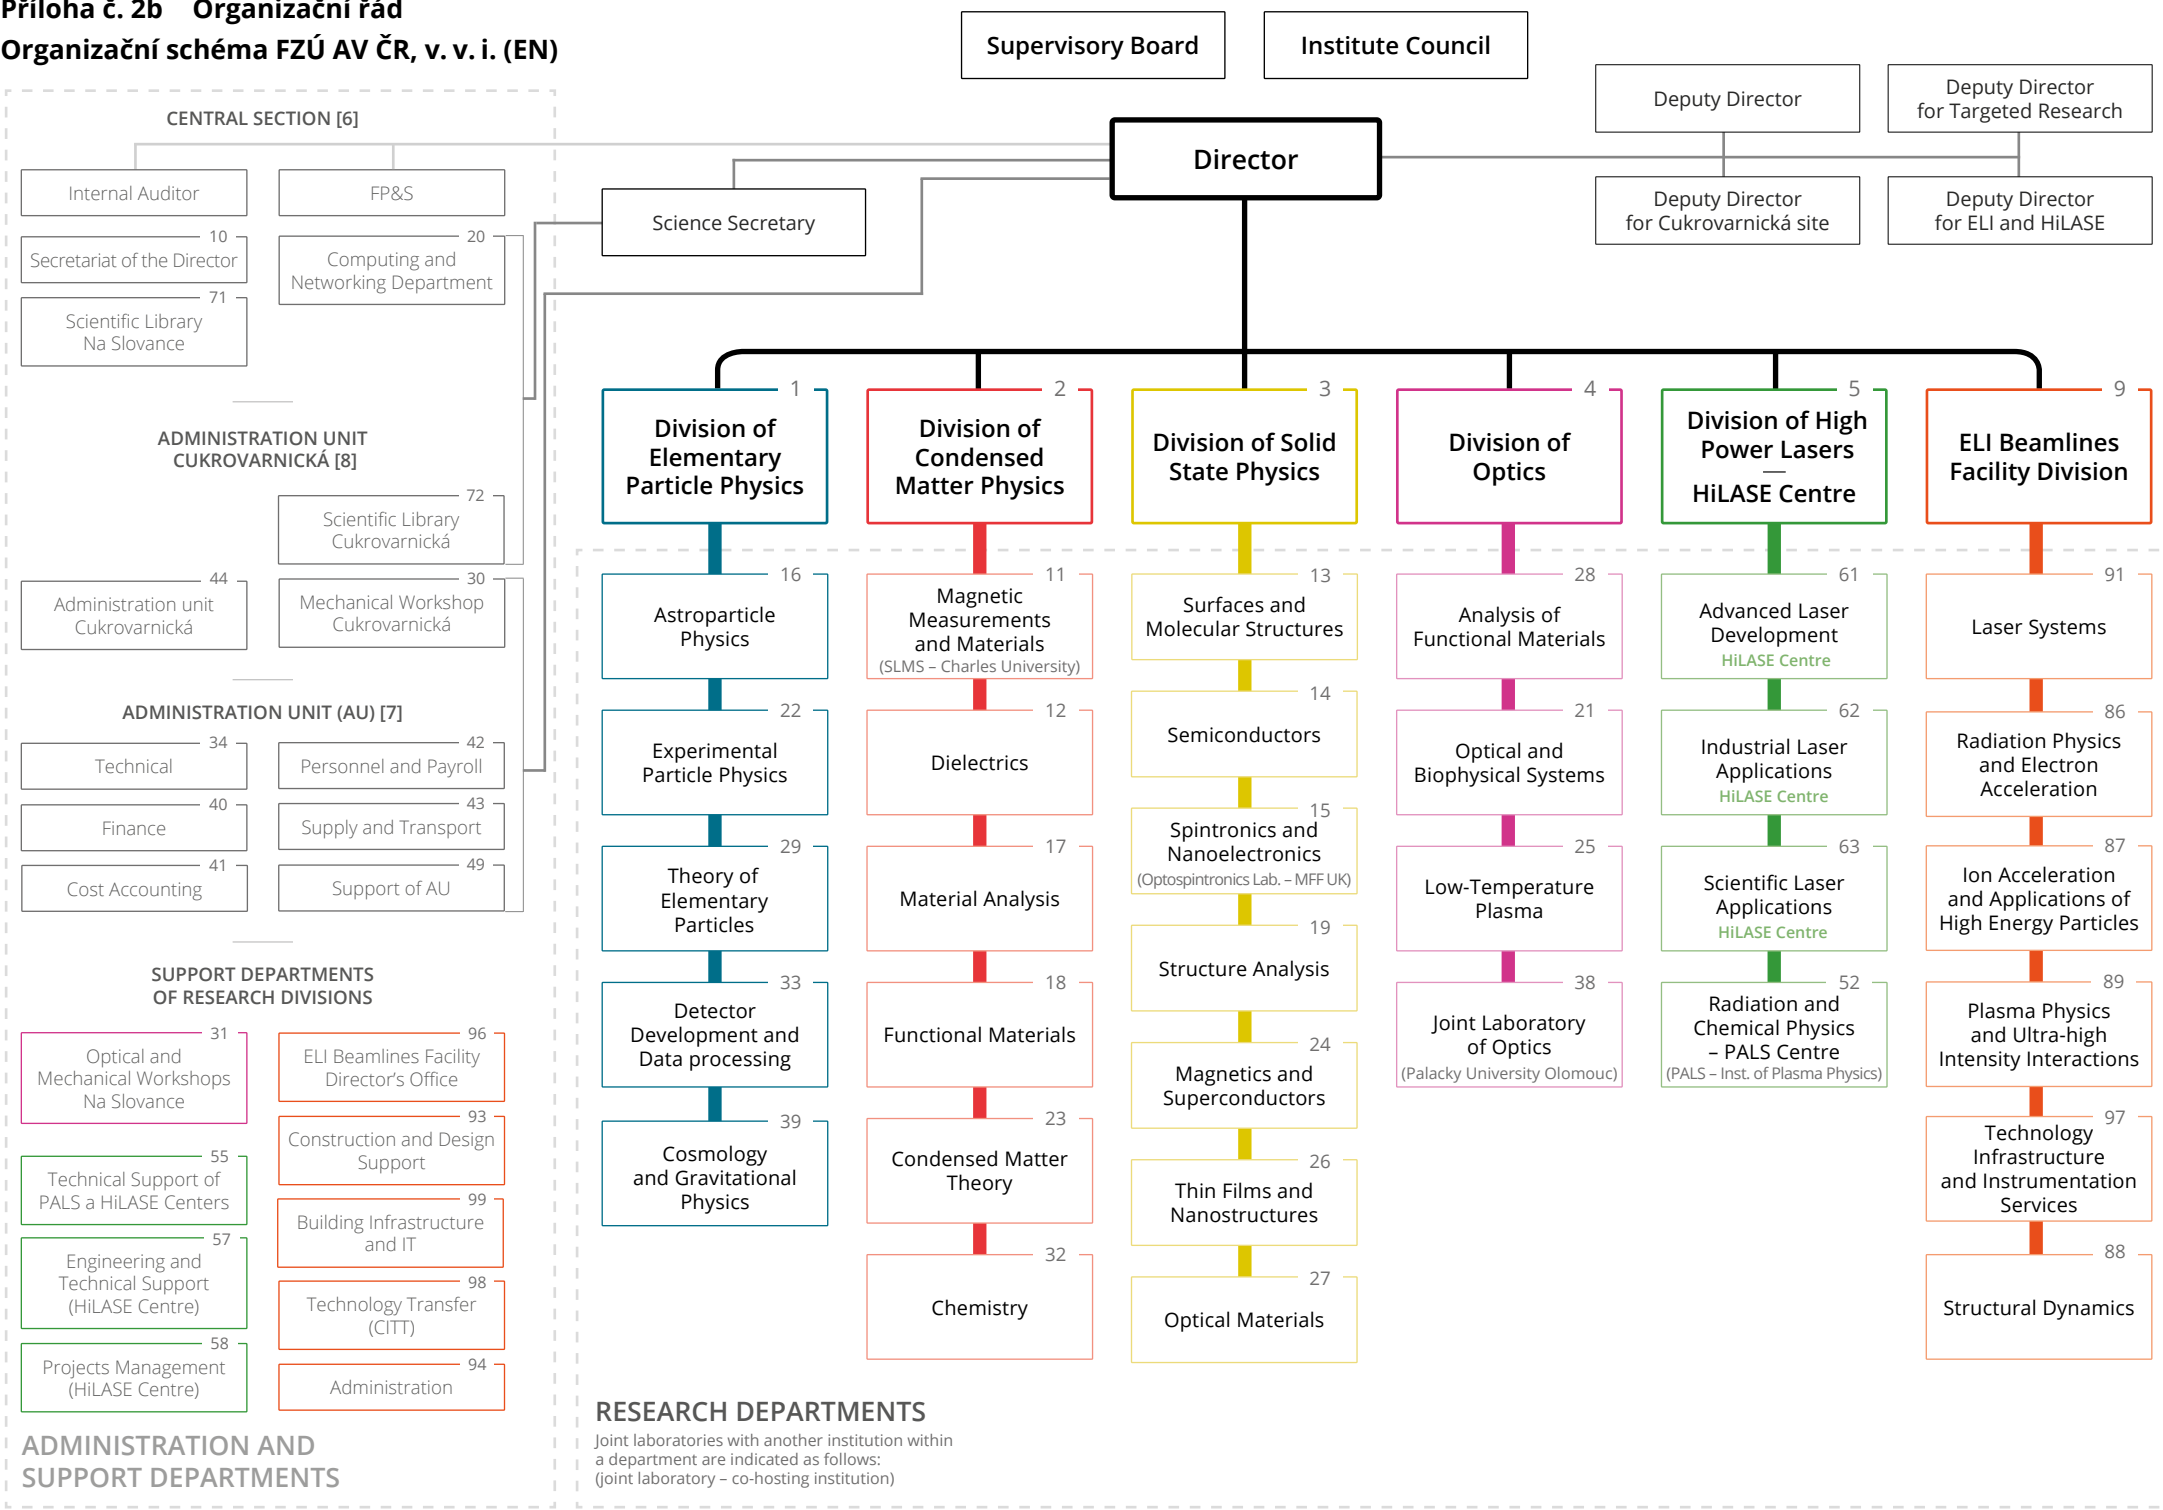 Příloha č. 2b Organizační řád
Organizační schéma FZÚ AV ČR, v. v. i. (EN)
Supervisory Board
Institute Council
Director
Deputy Director
Deputy Director
for Targeted Research
Deputy Director
for Cukrovarnická site
Deputy Director
for ELI and HiLASE
Science Secretary
CENTRAL SECTION [6]
Internal Auditor
FP&S
10
Secretariat of the Director
20
Computing and
Networking Department
71
Scientific Library
Na Slovance
ADMINISTRATION UNIT
CUKROVARNICKÁ [8]
72
Scientific Library
Cukrovarnická
44
Administration unit
Cukrovarnická
30
Mechanical Workshop
Cukrovarnická
ADMINISTRATION UNIT (AU) [7]
34
Technical
42
Personnel and Payroll
40
Finance
43
Supply and Transport
41
Cost Accounting
49
Support of AU
SUPPORT DEPARTMENTS
OF RESEARCH DIVISIONS
31
Optical and
Mechanical Workshops
Na Slovance
96
ELI Beamlines Facility
Director's Office
93
Construction and Design
Support
55
Technical Support of
PALS a HiLASE Centers
99
Building Infrastructure
and IT
57
Engineering and
Technical Support
(HiLASE Centre)
98
Technology Transfer
(CITT)
58
Projects Management
(HiLASE Centre)
94
Administration
ADMINISTRATION AND
SUPPORT DEPARTMENTS
1
Division of
Elementary
Particle Physics
16
Astroparticle
Physics
22
Experimental
Particle Physics
29
Theory of
Elementary
Particles
33
Detector
Development and
Data processing
39
Cosmology
and Gravitational
Physics
2
Division of
Condensed
Matter Physics
11
Magnetic
Measurements
and Materials
(SLMS – Charles University)
12
Dielectrics
17
Material Analysis
18
Functional Materials
23
Condensed Matter
Theory
32
Chemistry
3
Division of Solid
State Physics
13
Surfaces and
Molecular Structures
14
Semiconductors
15
Spintronics and
Nanoelectronics
(Optospintronics Lab. – MFF UK)
19
Structure Analysis
24
Magnetics and
Superconductors
26
Thin Films and
Nanostructures
27
Optical Materials
4
Division of
Optics
28
Analysis of
Functional Materials
21
Optical and
Biophysical Systems
25
Low-Temperature
Plasma
38
Joint Laboratory
of Optics
(Palacky University Olomouc)
5
Division of High
Power Lasers
—
HiLASE Centre
61
Advanced Laser
Development
HiLASE Centre
62
Industrial Laser
Applications
HiLASE Centre
63
Scientific Laser
Applications
HiLASE Centre
52
Radiation and
Chemical Physics
– PALS Centre
(PALS – Inst. of Plasma Physics)
9
ELI Beamlines
Facility Division
91
Laser Systems
86
Radiation Physics
and Electron
Acceleration
87
Ion Acceleration
and Applications of
High Energy Particles
89
Plasma Physics
and Ultra-high
Intensity Interactions
97
Technology
Infrastructure
and Instrumentation
Services
88
Structural Dynamics
RESEARCH DEPARTMENTS
Joint laboratories with another institution within
a department are indicated as follows:
(joint laboratory – co-hosting institution)